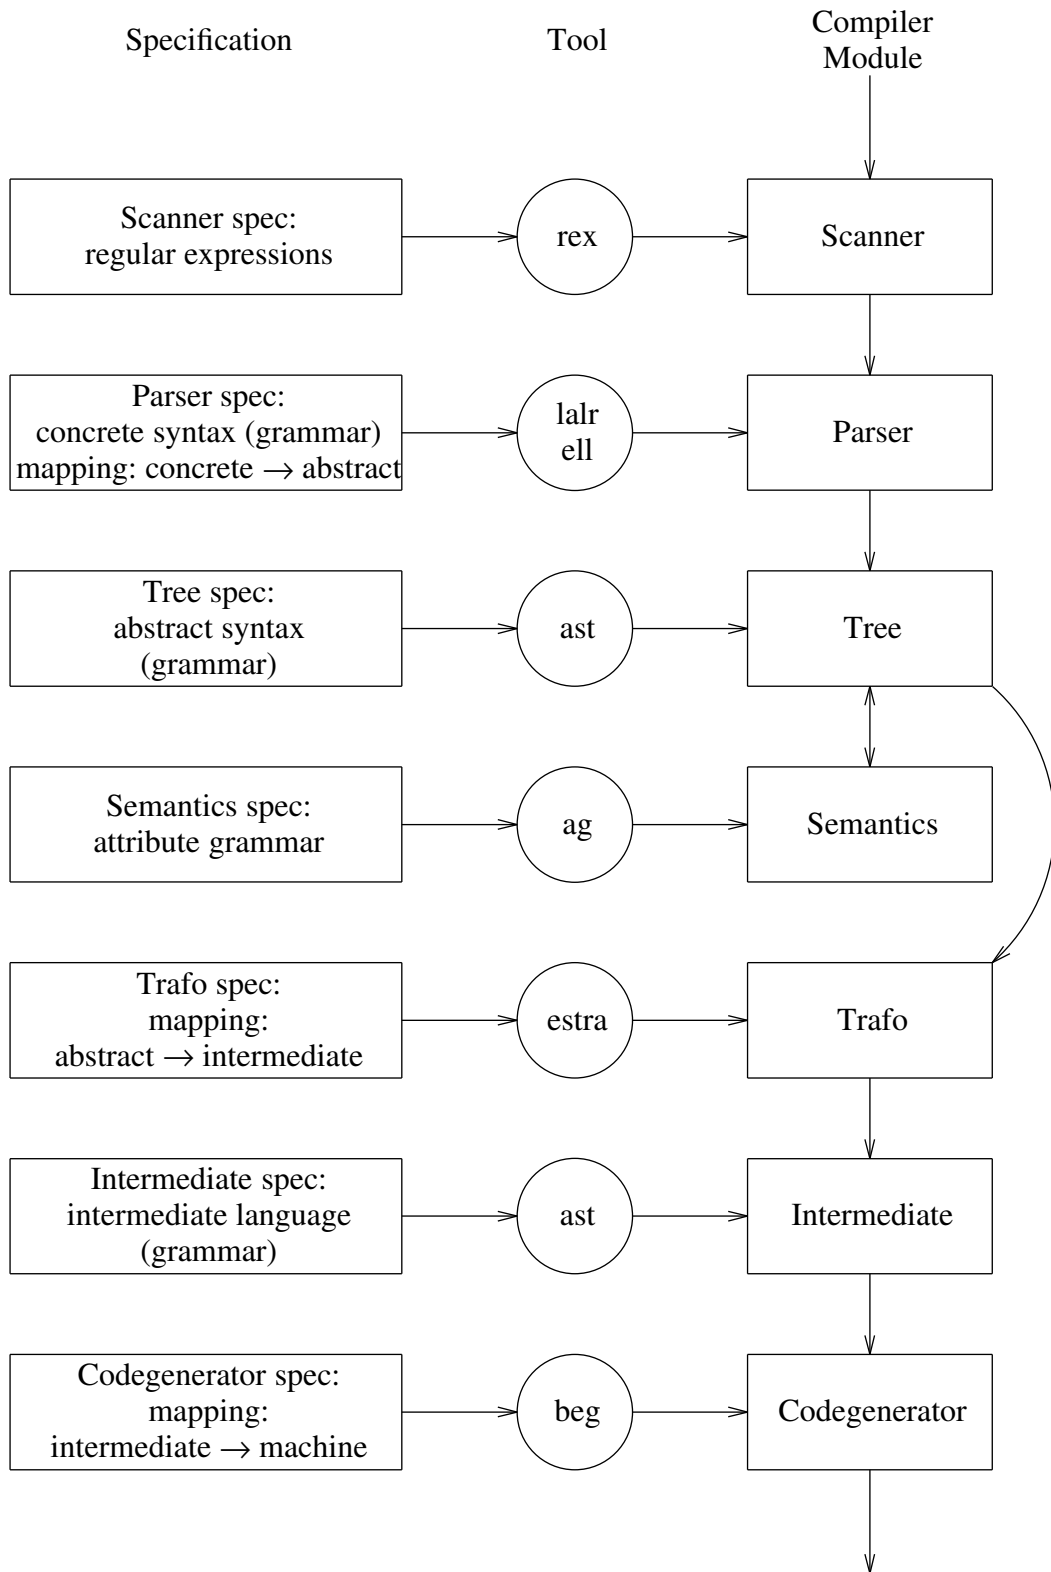 Specification
Tool
Compiler
Module
Scanner spec:
regular expressions
rex
Scanner
Parser spec:
concrete syntax (grammar)
mapping: concrete → abstract
lalr
ell
Parser
Tree spec:
abstract syntax
(grammar)
ast
Tree
Semantics spec:
attribute grammar
ag
Semantics
Trafo spec:
mapping:
abstract → intermediate
estra
Trafo
Intermediate spec:
intermediate language
(grammar)
ast
Intermediate
Codegenerator spec:
mapping:
intermediate → machine
beg
Codegenerator